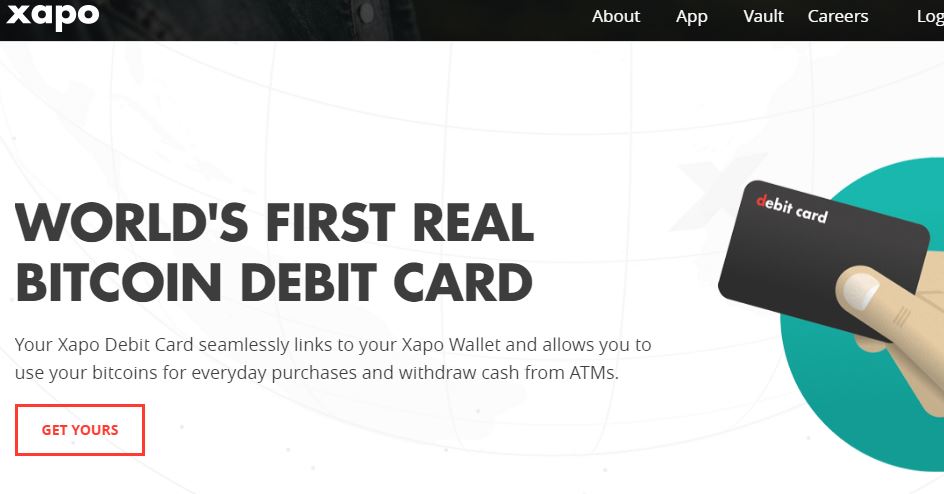 xapo
About App Vault Careers Log
WORLD'S FIRST REAL
BITCOIN DEBIT CARD
Your Xapo Debit Card seamlessly links to your Xapo Wallet and allows you to
use your bitcoins for everyday purchases and withdraw cash from ATMs.
GET YOURS
debit card